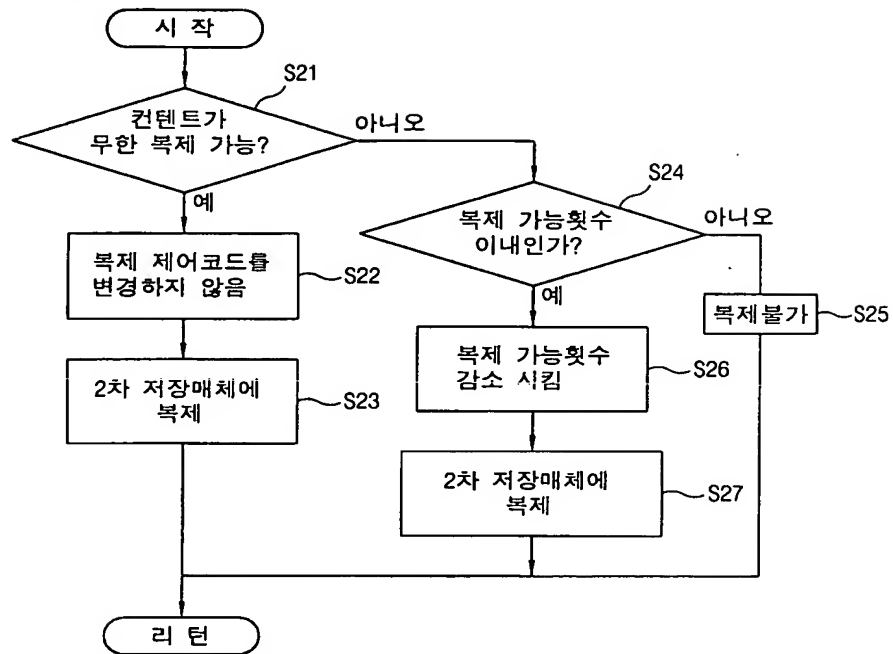 시 작
S21
컨텐트가
무한 복제 가능?
아니오
예
S24
복제 가능횟수
이내인가?
아니오
예
복제 제어코드를
변경하지 않음
S22
복제불가
S25
2차 저장매체에
복제
S23
복제 가능횟수
감소 시킴
S26
2차 저장매체에
복제
S27
리 턴